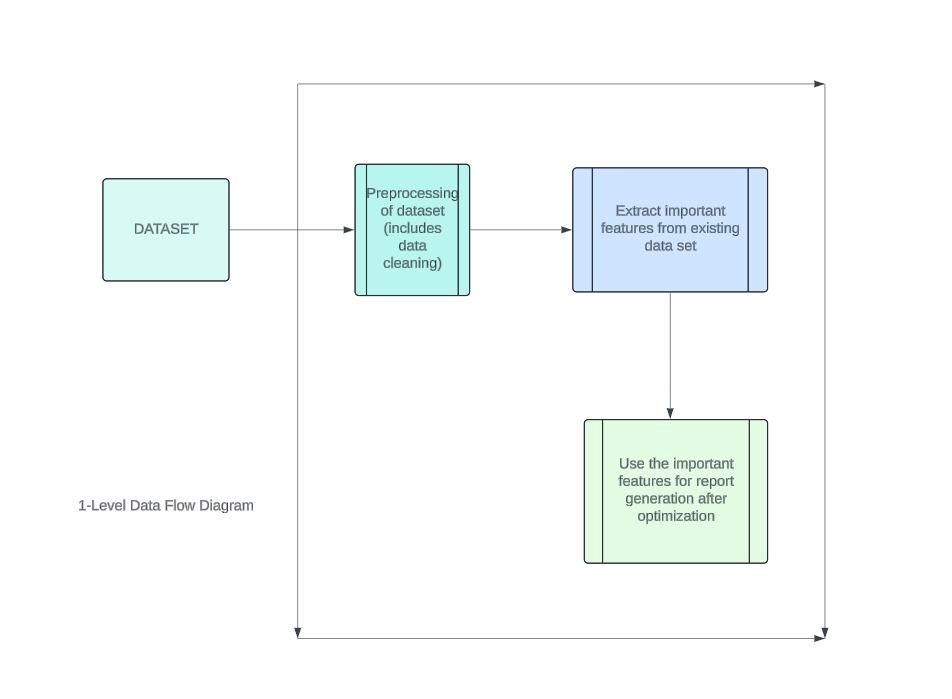 DATASET
Preprocessing
of dataset
(includes
data
cleaning)
Extract important
features from existing
data set
Use the important
features for report
generation after
optimization
1-Level Data Flow Diagram